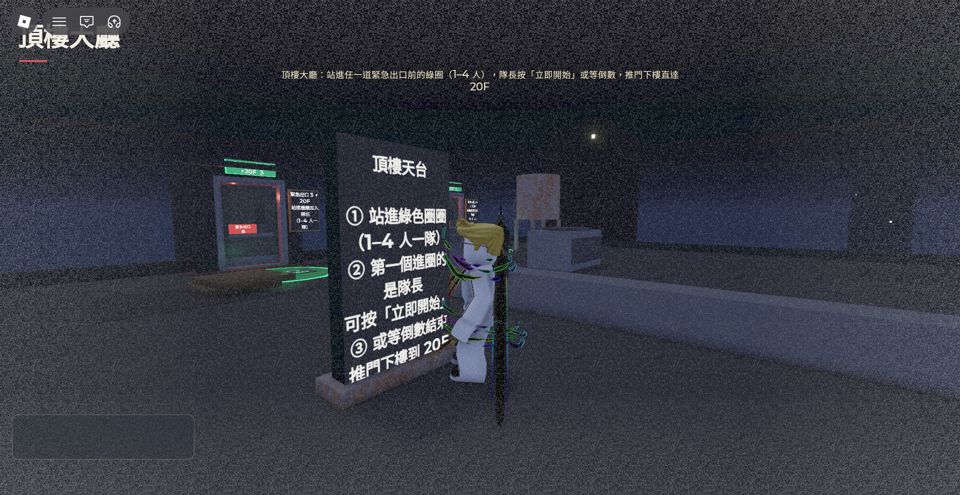 頂樓大廳
頂樓大廳：站進任一道緊急出口前的綠圈（1–4 人），隊長按「立即開始」或等倒數，推門下樓直達
20F
→20F 3
緊急出口 3 →
20F
頂樓天台
① 站進綠色圈圈
（1–4 人一隊）
② 第一個進圈的
是隊長
可按「立即開始」
③ 或等倒數結束
推門下樓到 20F